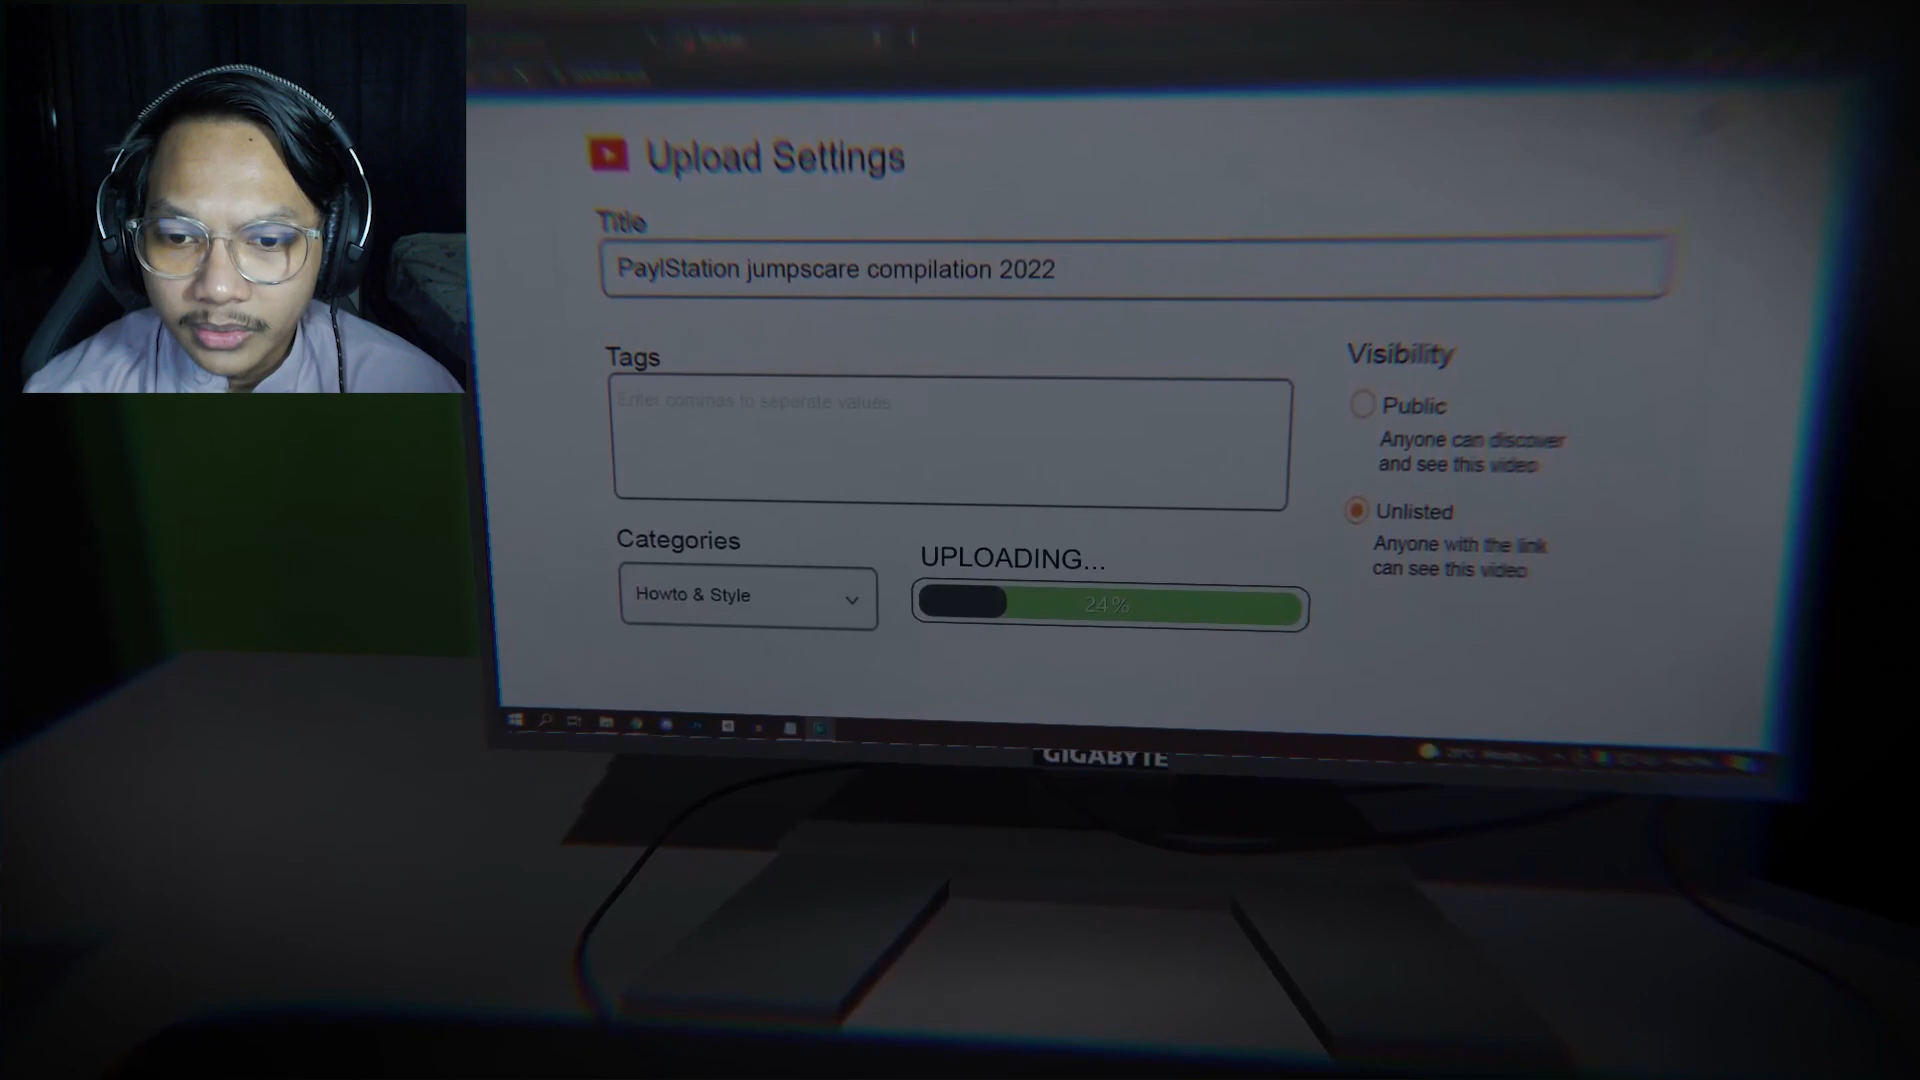 Upload Settings
Title
PaylStation jumpscare compilation 2022
Tags
Enter commas to separate values
Visibility
Public
Anyone can discover
and see this video
Unlisted
Anyone with the link
can see this video
Categories
Howto & Style
UPLOADING...
24%
GIGABYTE